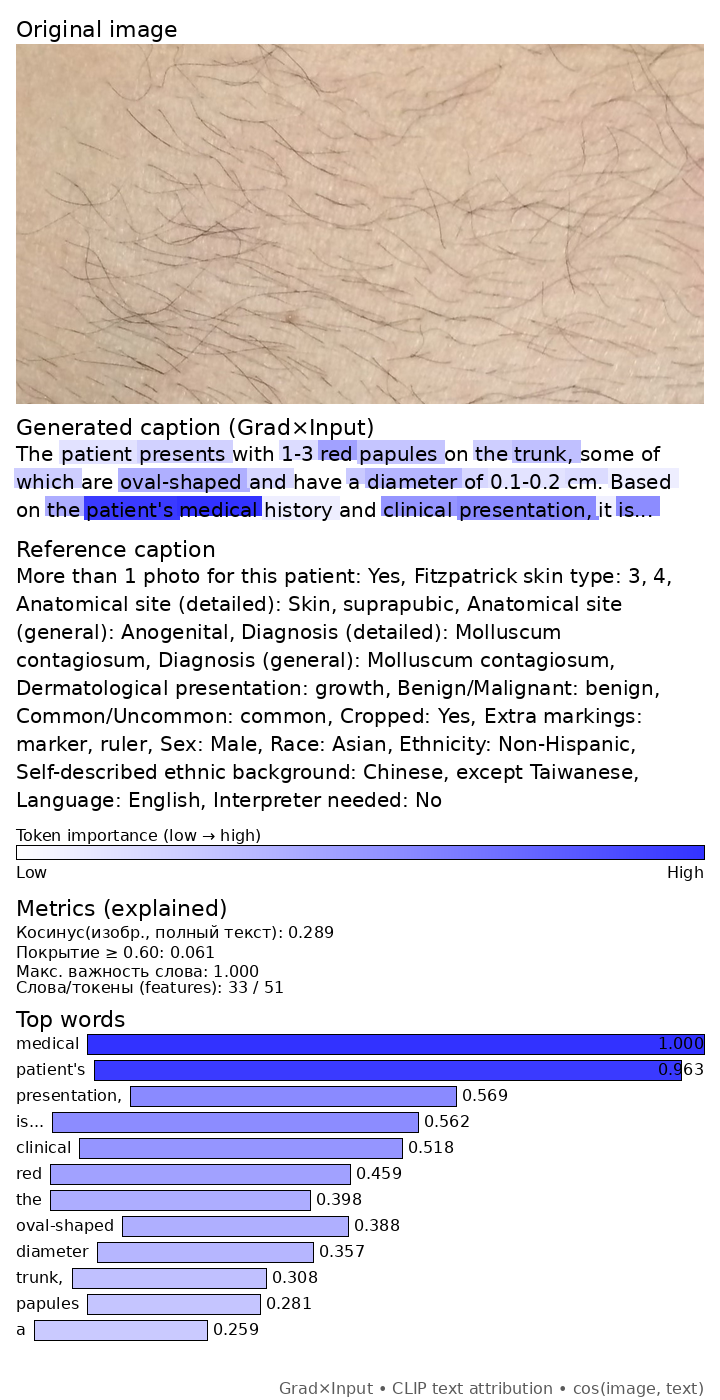 Original image
Generated caption (Grad×Input)
The patient presents with 1-3 red papules on the trunk, some of
which are oval-shaped and have a diameter of 0.1-0.2 cm. Based
on the patient's medical history and clinical presentation, it is...
Reference caption
More than 1 photo for this patient: Yes, Fitzpatrick skin type: 3, 4,
Anatomical site (detailed): Skin, suprapubic, Anatomical site
(general): Anogenital, Diagnosis (detailed): Molluscum
contagiosum, Diagnosis (general): Molluscum contagiosum,
Dermatological presentation: growth, Benign/Malignant: benign,
Common/Uncommon: common, Cropped: Yes, Extra markings:
marker, ruler, Sex: Male, Race: Asian, Ethnicity: Non-Hispanic,
Self-described ethnic background: Chinese, except Taiwanese,
Language: English, Interpreter needed: No
Token importance (low → high)
Low High
Metrics (explained)
Косинус(изобр., полный текст): 0.289
Покрытие ≥ 0.60: 0.061
Макс. важность слова: 1.000
Слова/токены (features): 33 / 51
Top words
medical 1.000
patient's 0.963
presentation, 0.569
is... 0.562
clinical 0.518
red 0.459
the 0.398
oval-shaped 0.388
diameter 0.357
trunk, 0.308
papules 0.281
a 0.259
Grad×Input • CLIP text attribution • cos(image, text)